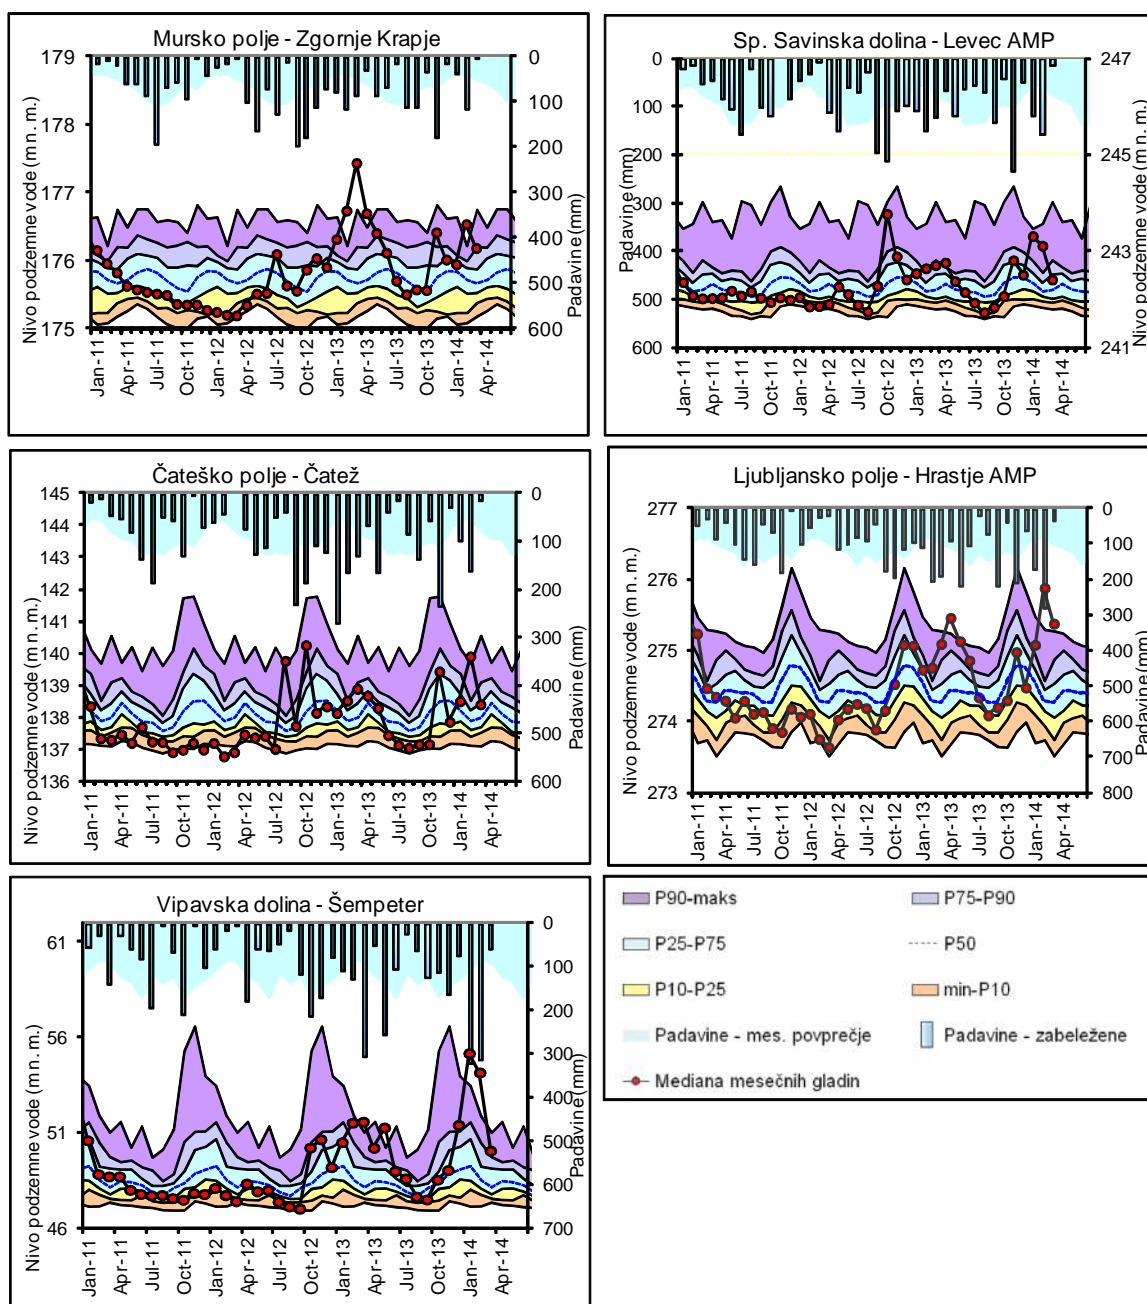 Mursko polje - Zgornje Krapje
Nivo podzemne vode (m n. m.)
179
178
177
176
175
0
100
200
300
400
500
600
Padavine (mm)
Jan-11
Apr-11
Jul-11
Oct-11
Jan-12
Apr-12
Jul-12
Oct-12
Jan-13
Apr-13
Jul-13
Oct-13
Jan-14
Apr-14
Sp. Savinska dolina - Levec AMP
Padavine (mm)
0
100
200
300
400
500
600
247
245
243
241
Nivo podzemne vode (m n. m.)
Jan-11
Apr-11
Jul-11
Oct-11
Jan-12
Apr-12
Jul-12
Oct-12
Jan-13
Apr-13
Jul-13
Oct-13
Jan-14
Apr-14
Čateško polje - Čatež
Nivo podzemne vode (m n. m.)
145
144
143
142
141
140
139
138
137
136
0
100
200
300
400
500
600
Padavine (mm)
Jan-11
Apr-11
Jul-11
Oct-11
Jan-12
Apr-12
Jul-12
Oct-12
Jan-13
Apr-13
Jul-13
Oct-13
Jan-14
Apr-14
Ljubljansko polje - Hrastje AMP
Nivo podzemne vode (m n. m.)
277
276
275
274
273
0
100
200
300
400
500
600
700
800
Padavine (mm)
Jan-11
Apr-11
Jul-11
Oct-11
Jan-12
Apr-12
Jul-12
Oct-12
Jan-13
Apr-13
Jul-13
Oct-13
Jan-14
Apr-14
Vipavska dolina - Šempeter
Nivo podzemne vode (m n. m.)
61
56
51
46
0
100
200
300
400
500
600
700
Padavine (mm)
Jan-11
Apr-11
Jul-11
Oct-11
Jan-12
Apr-12
Jul-12
Oct-12
Jan-13
Apr-13
Jul-13
Oct-13
Jan-14
Apr-14
P90-maks
P75-P90
P25-P75
P50
P10-P25
min-P10
Padavine - mes. povprečje
Padavine - zabeležene
Mediana mesečnih gladin